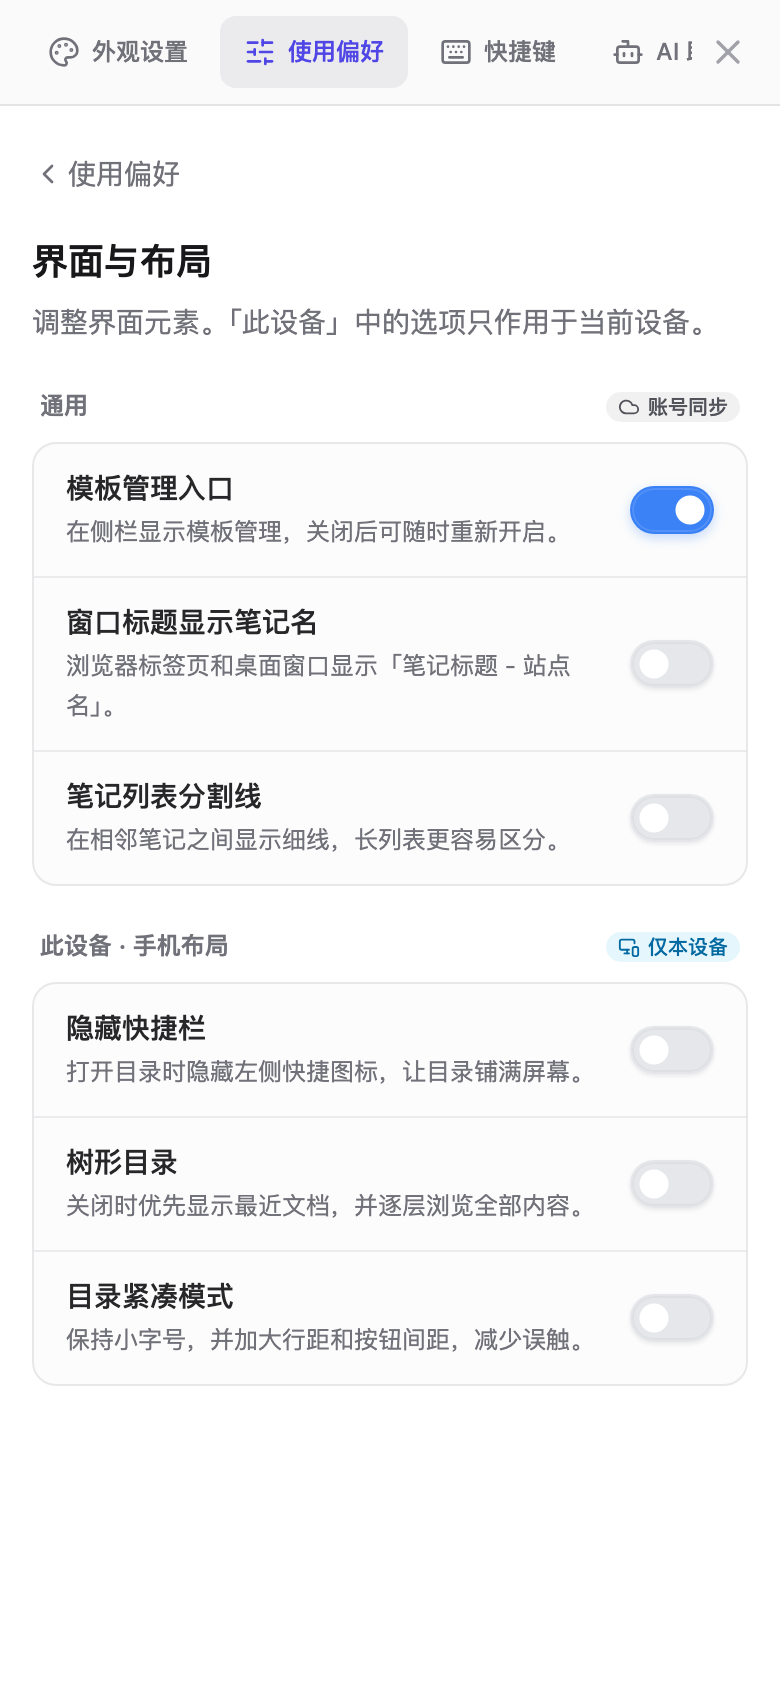 外观设置
使用偏好
快捷键
AI
使用偏好
界面与布局
调整界面元素。「此设备」中的选项只作用于当前设备。
通用
账号同步
模板管理入口
在侧栏显示模板管理，关闭后可随时重新开启。
窗口标题显示笔记名
浏览器标签页和桌面窗口显示「笔记标题 - 站点
名」。
笔记列表分割线
在相邻笔记之间显示细线，长列表更容易区分。
此设备 · 手机布局
仅本设备
隐藏快捷栏
打开目录时隐藏左侧快捷图标，让目录铺满屏幕。
树形目录
关闭时优先显示最近文档，并逐层浏览全部内容。
目录紧凑模式
保持小字号，并加大行距和按钮间距，减少误触。